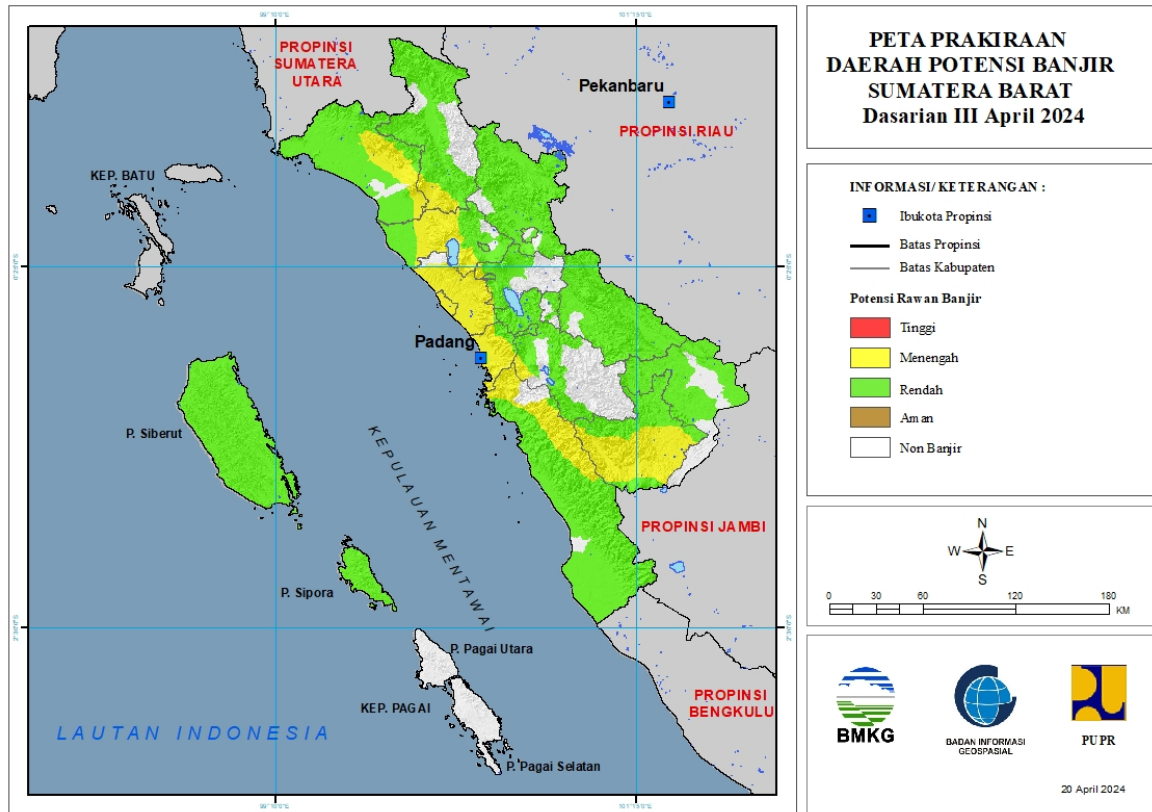 PETA PRAKIRAAN
DAERAH POTENSI BANJIR
SUMATERA BARAT
Dasarian III April 2024
INFORMASI/KETERANGAN :
Ibukota Propinsi
Batas Propinsi
Batas Kabupaten
Potensi Rawan Banjir
Tinggi
Menengah
Rendah
Aman
Non Banjir
N
W E
S
0 30 60 120 180
KM
BMKG
BADAN INFORMASI
GEOSPASIAL
PUPR
20 April 2024
PROPINSI
SUMATERA
UTARA
Pekanbaru
PROPINSI RIAU
KEP. BATU
Padang
P. Siberut
KEPULAUAN MENTAWAI
PROPINSI JAMBI
P. Sipora
P. Pagai Utara
KEP. PAGAI
PROPINSI
BENGKULU
LAUTAN INDONESIA
P. Pagai Selatan